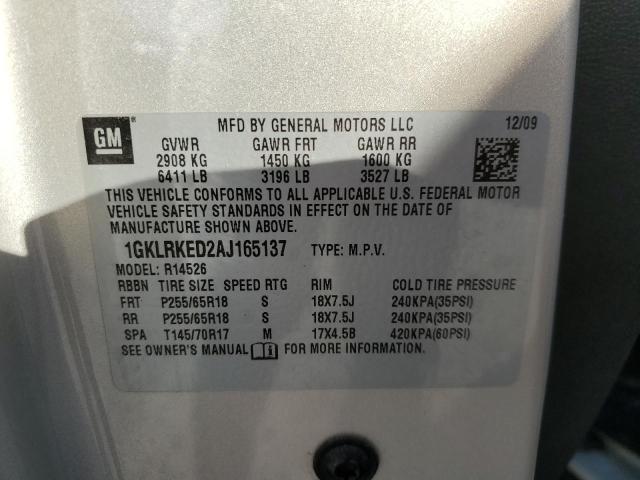 GM
MFD BY GENERAL MOTORS LLC 12/09
GVWR GAWR FRT GAWR RR
2908 KG 1450 KG 1600 KG
6411 LB 3196 LB 3527 LB
THIS VEHICLE CONFORMS TO ALL APPLICABLE U.S. FEDERAL MOTOR
VEHICLE SAFETY STANDARDS IN EFFECT ON THE DATE OF
MANUFACTURE SHOWN ABOVE.
1GKLRKED2AJ165137 TYPE: M.P.V.
MODEL: R14526
RBBN TIRE SIZE SPEED RTG RIM COLD TIRE PRESSURE
FRT P255/65R18 S 18X7.5J 240KPA(35PSI)
RR P255/65R18 S 18X7.5J 240KPA(35PSI)
SPA T145/70R17 M 17X4.5B 420KPA(60PSI)
SEE OWNER'S MANUAL FOR MORE INFORMATION.